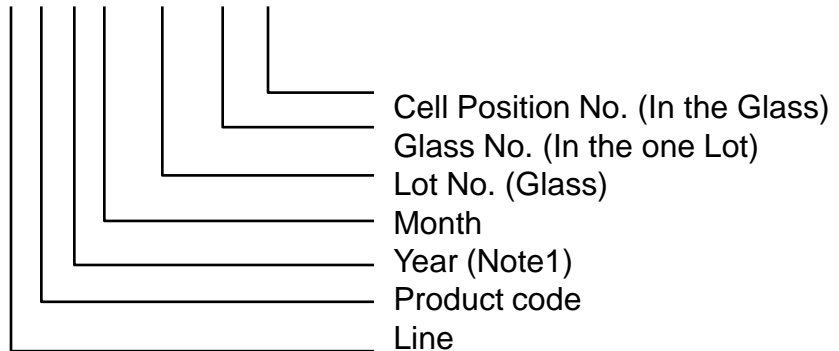 Cell Position No. (In the Glass)
Glass No. (In the one Lot)
Lot No. (Glass)
Month
Year (Note1)
Product code
Line